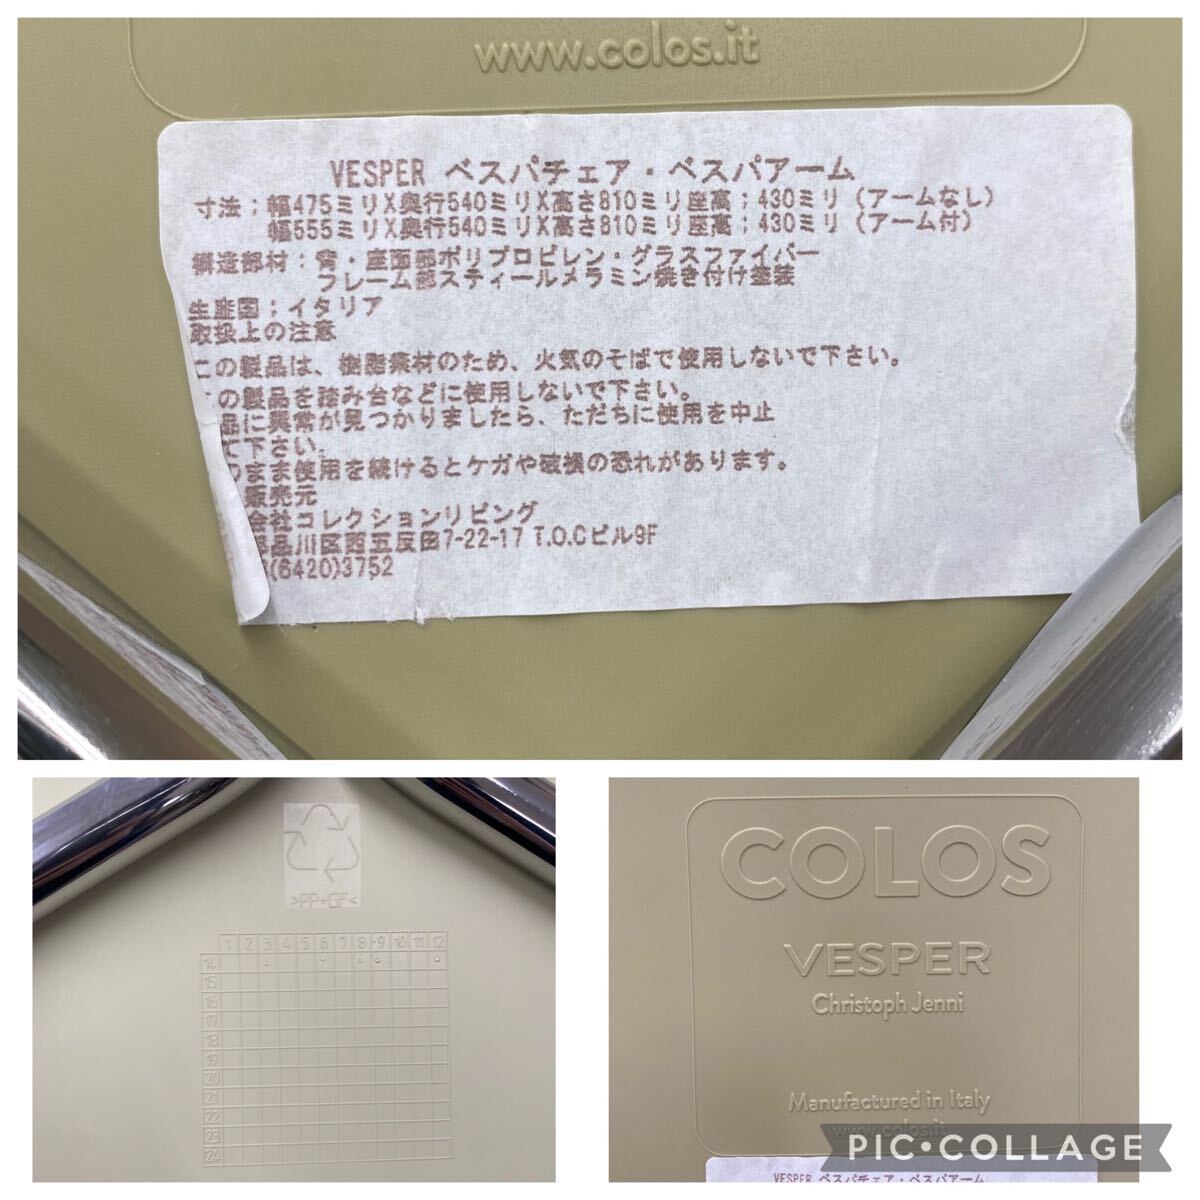 www.colos.it
VESPER ベスパチェア・ベスパアーム
寸法；幅475ミリX奥行540ミリX高さ810ミリ座高；430ミリ（アームなし）
幅555ミリX奥行540ミリX高さ810ミリ座高；430ミリ（アーム付）
製造部材：背・座面部ポリプロピレン・グラスファイバー
フレーム部スティールメラミン焼き付け塗装
生産国：イタリア
取扱上の注意
この製品は、樹脂素材のため、火気のそばで使用しないで下さい。
の製品を踏み台などに使用しないで下さい。
品に異常が見つかりましたら、ただちに使用を中止
て下さい。
のまま使用を続けるとケガや破損の恐れがあります。
販売元
会社コレクションリビング
品川区西五反田7-22-17 T.O.Cビル9F
(6420)3752
>PP+GF<
1 2 3 4 5 6 7 8 9 10 11 12
14
15
16
17
18
19
20
21
22
23
24
COLOS
VESPER
Christoph Jenni
Manufactured in Italy
www.colos.it
VESPER ベスパチェア・ベスパアーム
PIC•COLLAGE